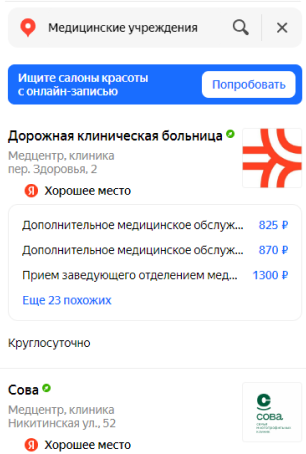 Медицинские учреждения
Ищите салоны красоты
с онлайн-записью
Попробовать
Дорожная клиническая больница
Медцентр, клиника
пер. Здоровья, 2
Я Хорошее место
Дополнительное медицинское обслуж... 825 ₽
Дополнительное медицинское обслуж... 870 ₽
Прием заведующего отделением мед... 1300 ₽
Еще 23 похожих
Круглосуточно
Сова
Медцентр, клиника
Никитинская ул., 52
сова.
Я Хорошее место